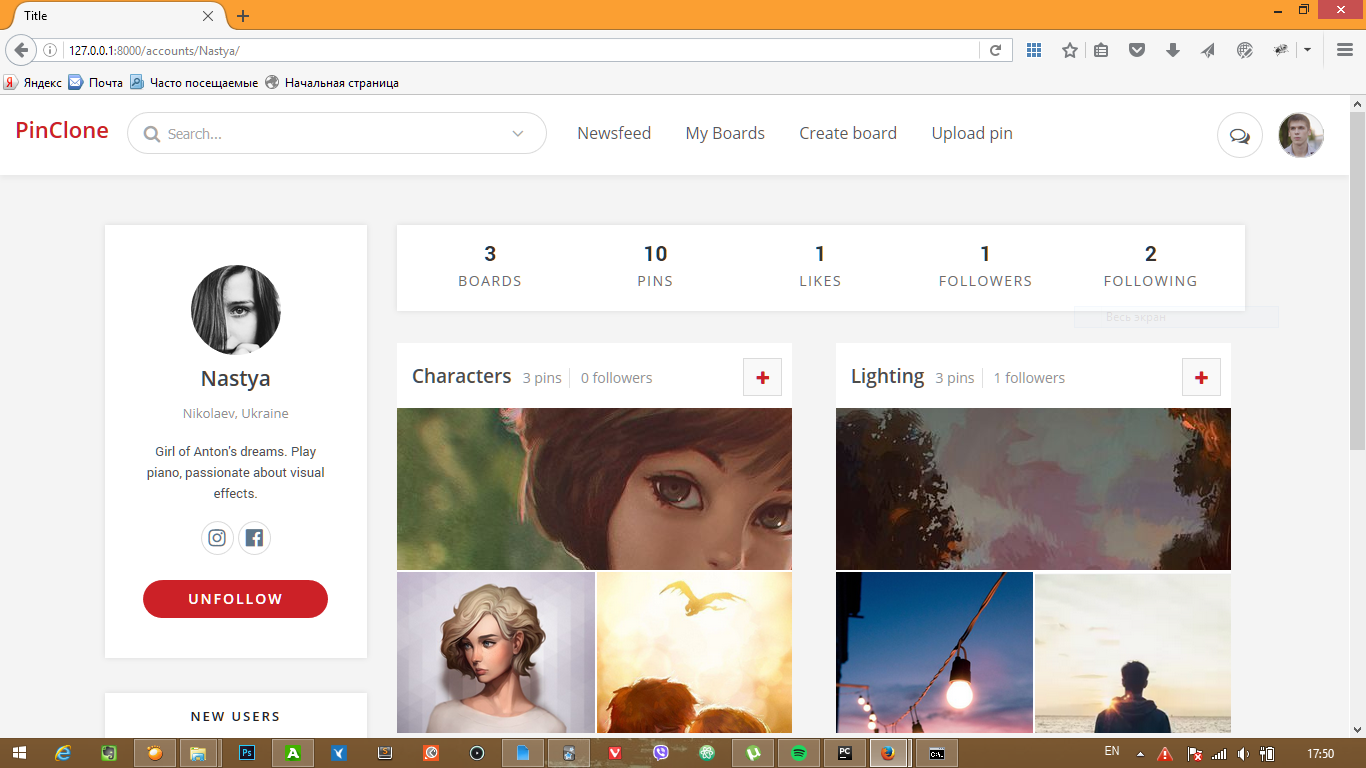 Title
127.0.0.1:8000/accounts/Nastya/
Яндекс Почта Часто посещаемые Начальная страница
PinClone Search... Newsfeed My Boards Create board Upload pin
3 10 1 1 2
BOARDS PINS LIKES FOLLOWERS FOLLOWING
Весь экран
Nastya
Nikolaev, Ukraine
Girl of Anton's dreams. Play
piano, passionate about visual
effects.
UNFOLLOW
NEW USERS
Characters 3 pins 0 followers
Lighting 3 pins 1 followers
EN 17:50